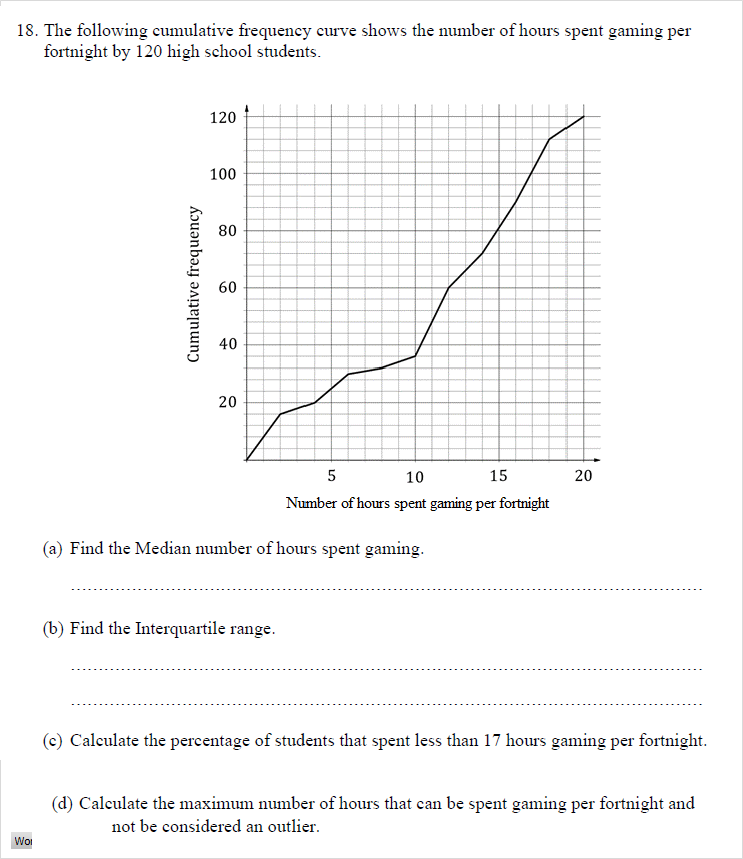 18. The following cumulative frequency curve shows the number of hours spent gaming per
fortnight by 120 high school students.
120
100
80
60
40
20
Cumulative frequency
5 10 15 20
Number of hours spent gaming per fortnight
(a) Find the Median number of hours spent gaming.
(b) Find the Interquartile range.
(c) Calculate the percentage of students that spent less than 17 hours gaming per fortnight.
(d) Calculate the maximum number of hours that can be spent gaming per fortnight and
not be considered an outlier.